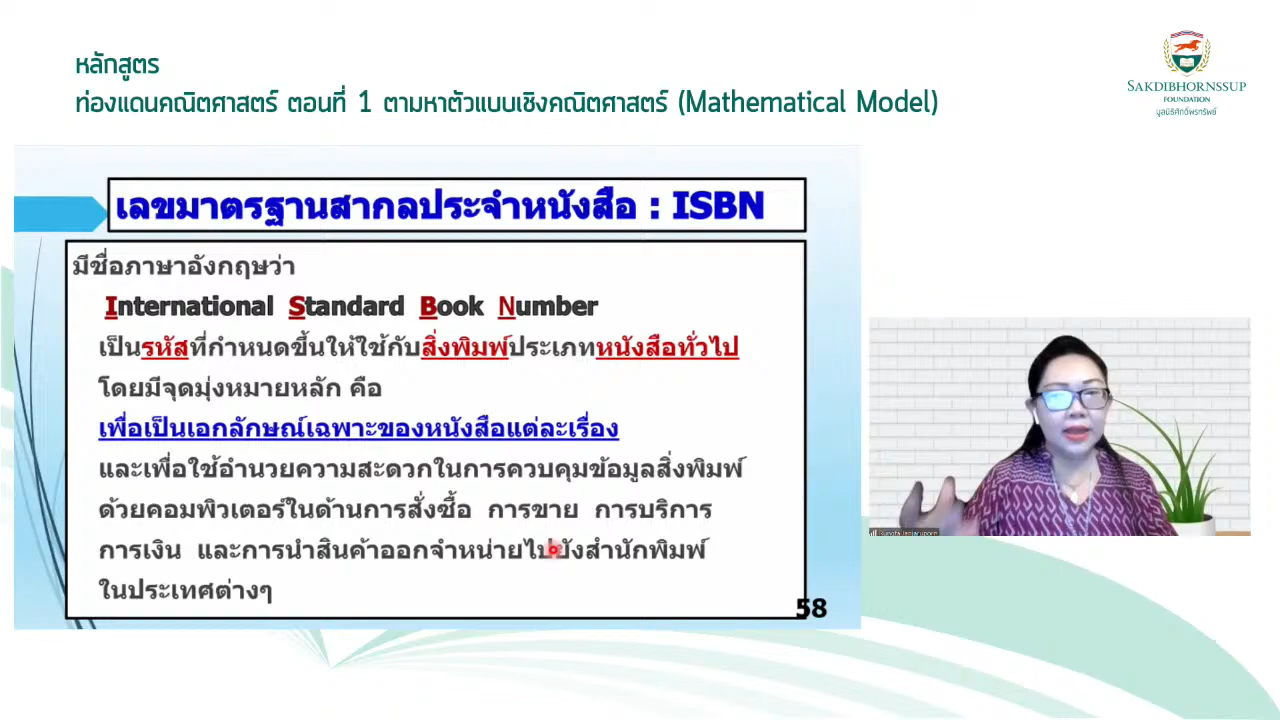 หลักสูตร
ท่องแดนคณิตศาสตร์ ตอนที่ 1 ตามหาตัวแบบเชิงคณิตศาสตร์ (Mathematical Model)
SAKDIBHORNSSUP
FOUNDATION
มูลนิธิศักดิ์พรทรัพย์
เลขมาตรฐานสากลประจำหนังสือ : ISBN
มีชื่อภาษาอังกฤษว่า
International Standard Book Number
เป็นรหัสที่กำหนดขึ้นให้ใช้กับสิ่งพิมพ์ประเภทหนังสือทั่วไป
โดยมีจุดมุ่งหมายหลัก คือ
เพื่อเป็นเอกลักษณ์เฉพาะของหนังสือแต่ละเรื่อง
และเพื่อใช้อำนวยความสะดวกในการควบคุมข้อมูลสิ่งพิมพ์
ด้วยคอมพิวเตอร์ในด้านการสั่งซื้อ การขาย การบริการ
การเงิน และการนำสินค้าออกจำหน่ายไปยังสำนักพิมพ์
ในประเทศต่างๆ
58